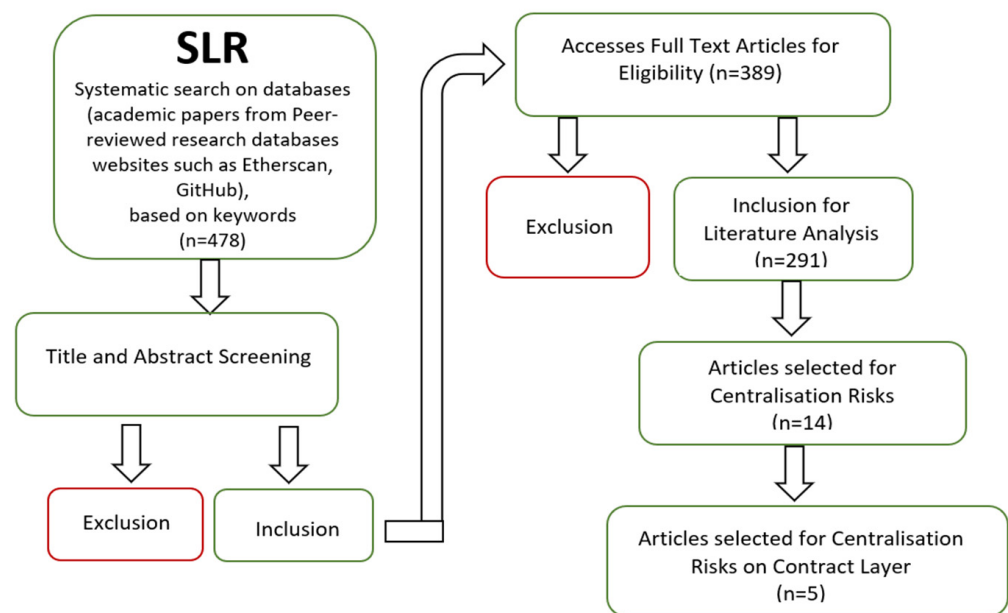 SLR
Systematic search on databases
(academic papers from Peer-
reviewed research databases
websites such as Etherscan,
GitHub),
based on keywords
(n=478)
Title and Abstract Screening
Exclusion
Inclusion
Accesses Full Text Articles for
Eligibility (n=389)
Exclusion
Inclusion for
Literature Analysis
(n=291)
Articles selected for
Centralisation Risks
(n=14)
Articles selected for Centralisation
Risks on Contract Layer
(n=5)